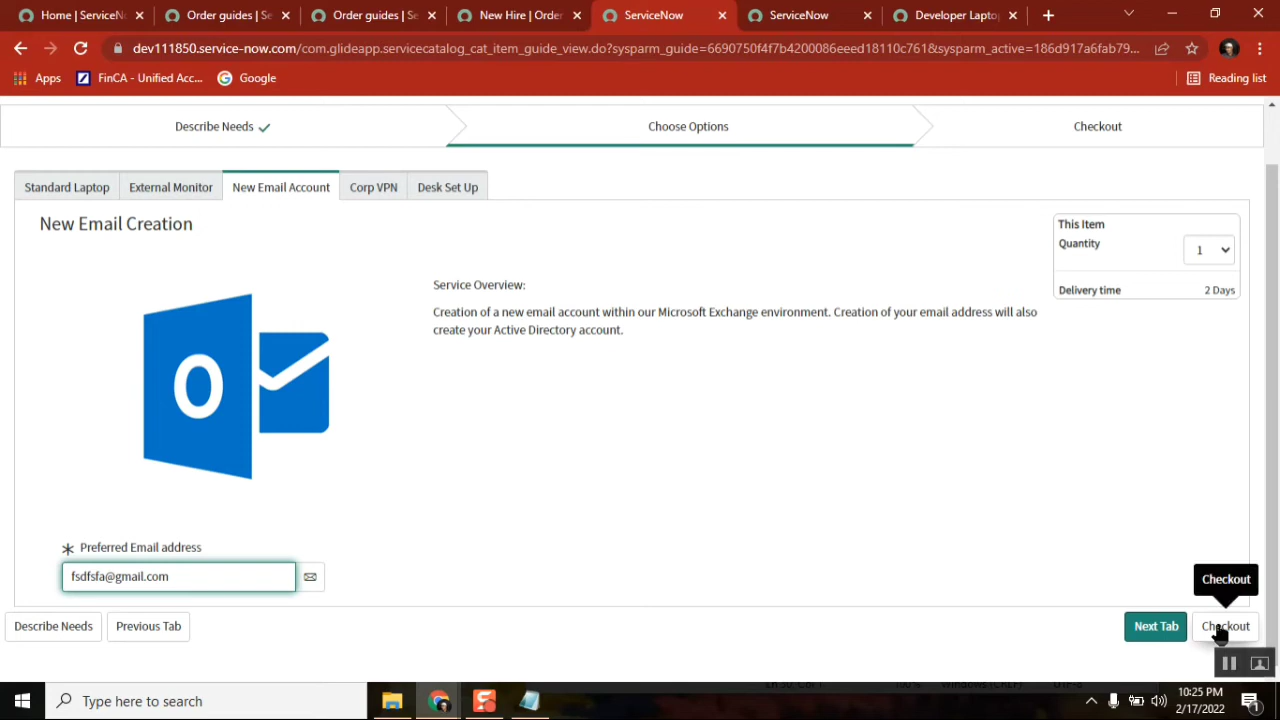 Home | ServiceN
Order guides | Se
Order guides | Se
New Hire | Order
ServiceNow
ServiceNow
Developer Lapto
dev111850.service-now.com/com.glideapp.servicecatalog_cat_item_guide_view.do?sysparm_guide=6690750f4f7b4200086eeed18110c761&sysparm_active=186d917a6fab79...
Apps
FinCA - Unified Acc...
Google
Reading list
Describe Needs
Choose Options
Checkout
Standard Laptop
External Monitor
New Email Account
Corp VPN
Desk Set Up
New Email Creation
This Item
Quantity
1
Delivery time
2 Days
Service Overview:
Creation of a new email account within our Microsoft Exchange environment. Creation of your email address will also
create your Active Directory account.
Preferred Email address
fsdfsfa@gmail.com
Checkout
Describe Needs
Previous Tab
Next Tab
Checkout
Type here to search
10:25 PM
2/17/2022